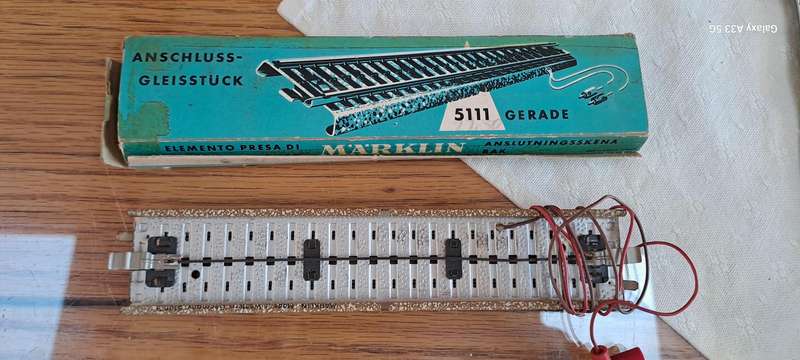 ANSCHLUSS-
GLEISSTÜCK
5111 GERADE
ELEMENTO PRESA DI
MÄRKLIN
ANSLUTNINGSSKENA
RAK
Galaxy A33 5G